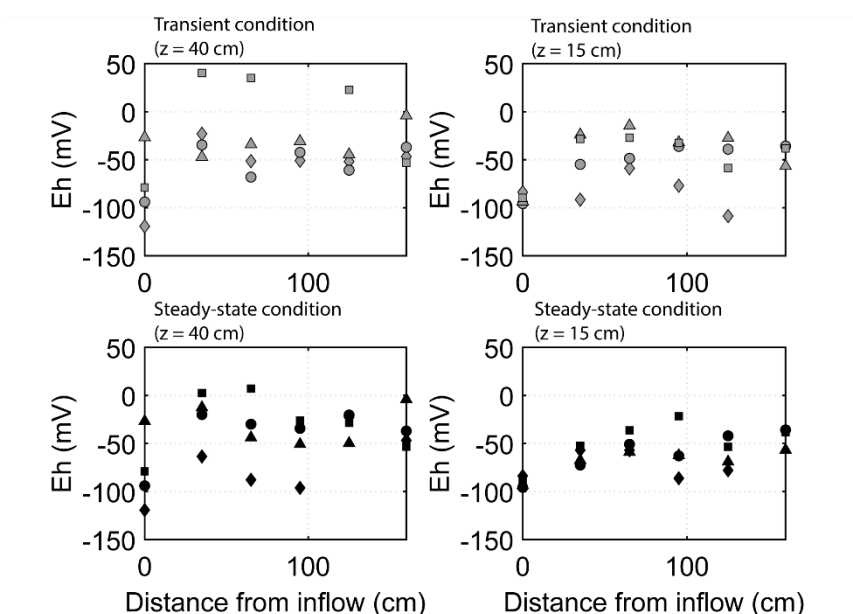 Transient condition
(z = 40 cm)
Transient condition
(z = 15 cm)
50
0
-50
-100
-150
Eh (mV)
0
100
50
0
-50
-100
-150
Eh (mV)
0
100
Steady-state condition
(z = 40 cm)
Steady-state condition
(z = 15 cm)
50
0
-50
-100
-150
Eh (mV)
0
100
Distance from inflow (cm)
50
0
-50
-100
-150
Eh (mV)
0
100
Distance from inflow (cm)